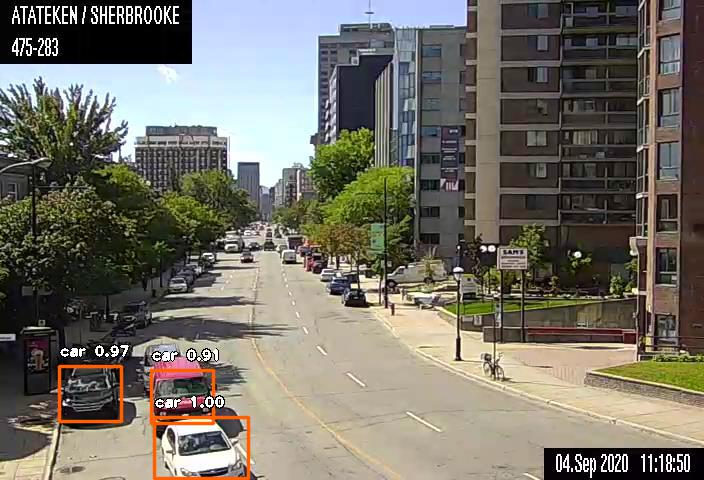 ATATEKEN / SHERBROOKE
475-283
SAM'S
car 0.97
car 0.91
car 1.00
04.Sep 2020 11:18:50